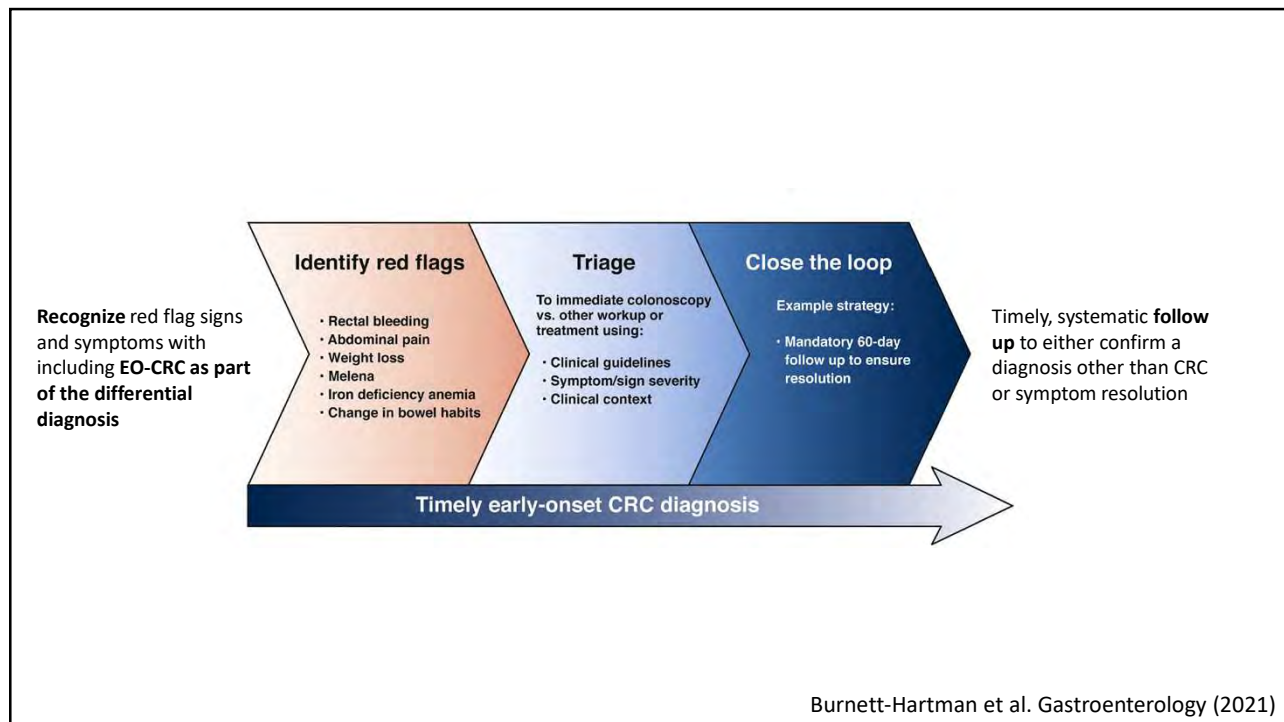 Recognize red flag signs
and symptoms with
including EO-CRC as part
of the differential
diagnosis
Identify red flags
• Rectal bleeding
• Abdominal pain
• Weight loss
• Melena
• Iron deficiency anemia
• Change in bowel habits
Triage
To immediate colonoscopy
vs. other workup or
treatment using:
• Clinical guidelines
• Symptom/sign severity
• Clinical context
Close the loop
Example strategy:
• Mandatory 60-day
follow up to ensure
resolution
Timely, systematic follow
up to either confirm a
diagnosis other than CRC
or symptom resolution
Timely early-onset CRC diagnosis
Burnett-Hartman et al. Gastroenterology (2021)